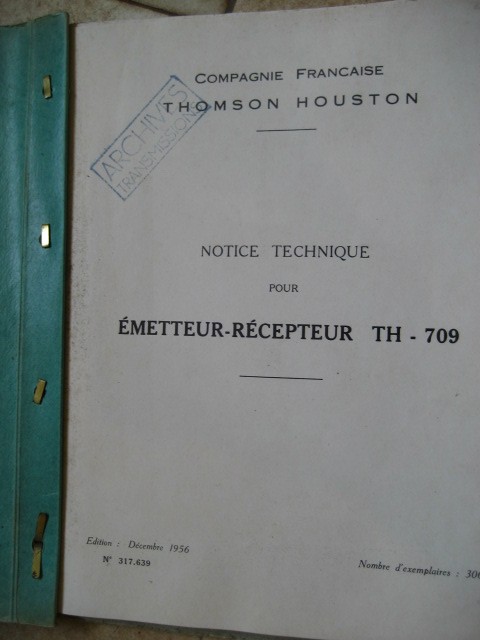 COMPAGNIE FRANCAISE
THOMSON HOUSTON
ARCHIVES
TRANSMISSIONS
NOTICE TECHNIQUE
POUR
ÉMETTEUR-RÉCEPTEUR TH - 709
Edition : Décembre 1956
N° 317.639
Nombre d'exemplaires :